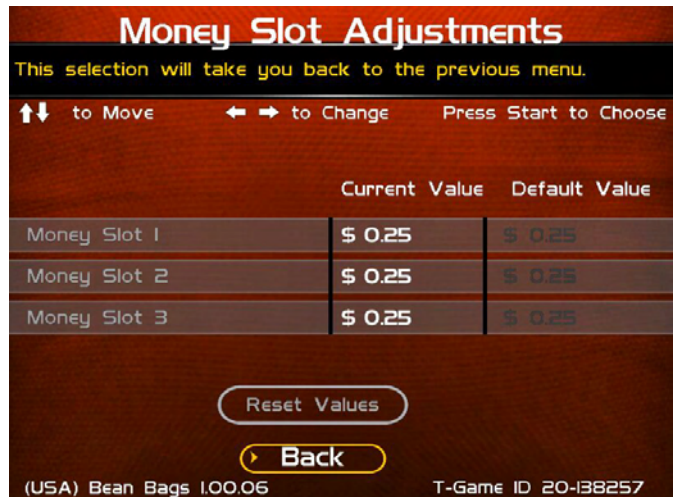 Money Slot Adjustments
This selection will take you back to the previous menu.
to Move to Change Press Start to Choose
Current Value Default Value
Money Slot 1 $ 0.25 $ 0.25
Money Slot 2 $ 0.25 $ 0.25
Money Slot 3 $ 0.25 $ 0.25
Reset Values
Back
(USA) Bean Bags 1.00.06 T-Game ID 20-138257